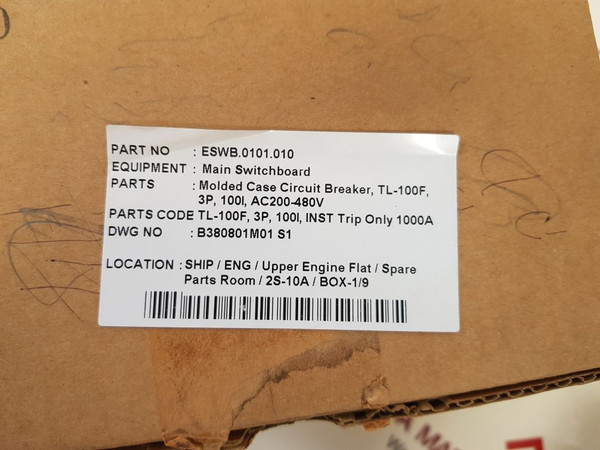 PART NO : ESWB.0101.010
EQUIPMENT : Main Switchboard
PARTS : Molded Case Circuit Breaker, TL-100F,
3P, 100I, AC200-480V
PARTS CODE TL-100F, 3P, 100I, INST Trip Only 1000A
DWG NO : B380801M01 S1
LOCATION : SHIP / ENG / Upper Engine Flat / Spare
Parts Room / 2S-10A / BOX-1/9